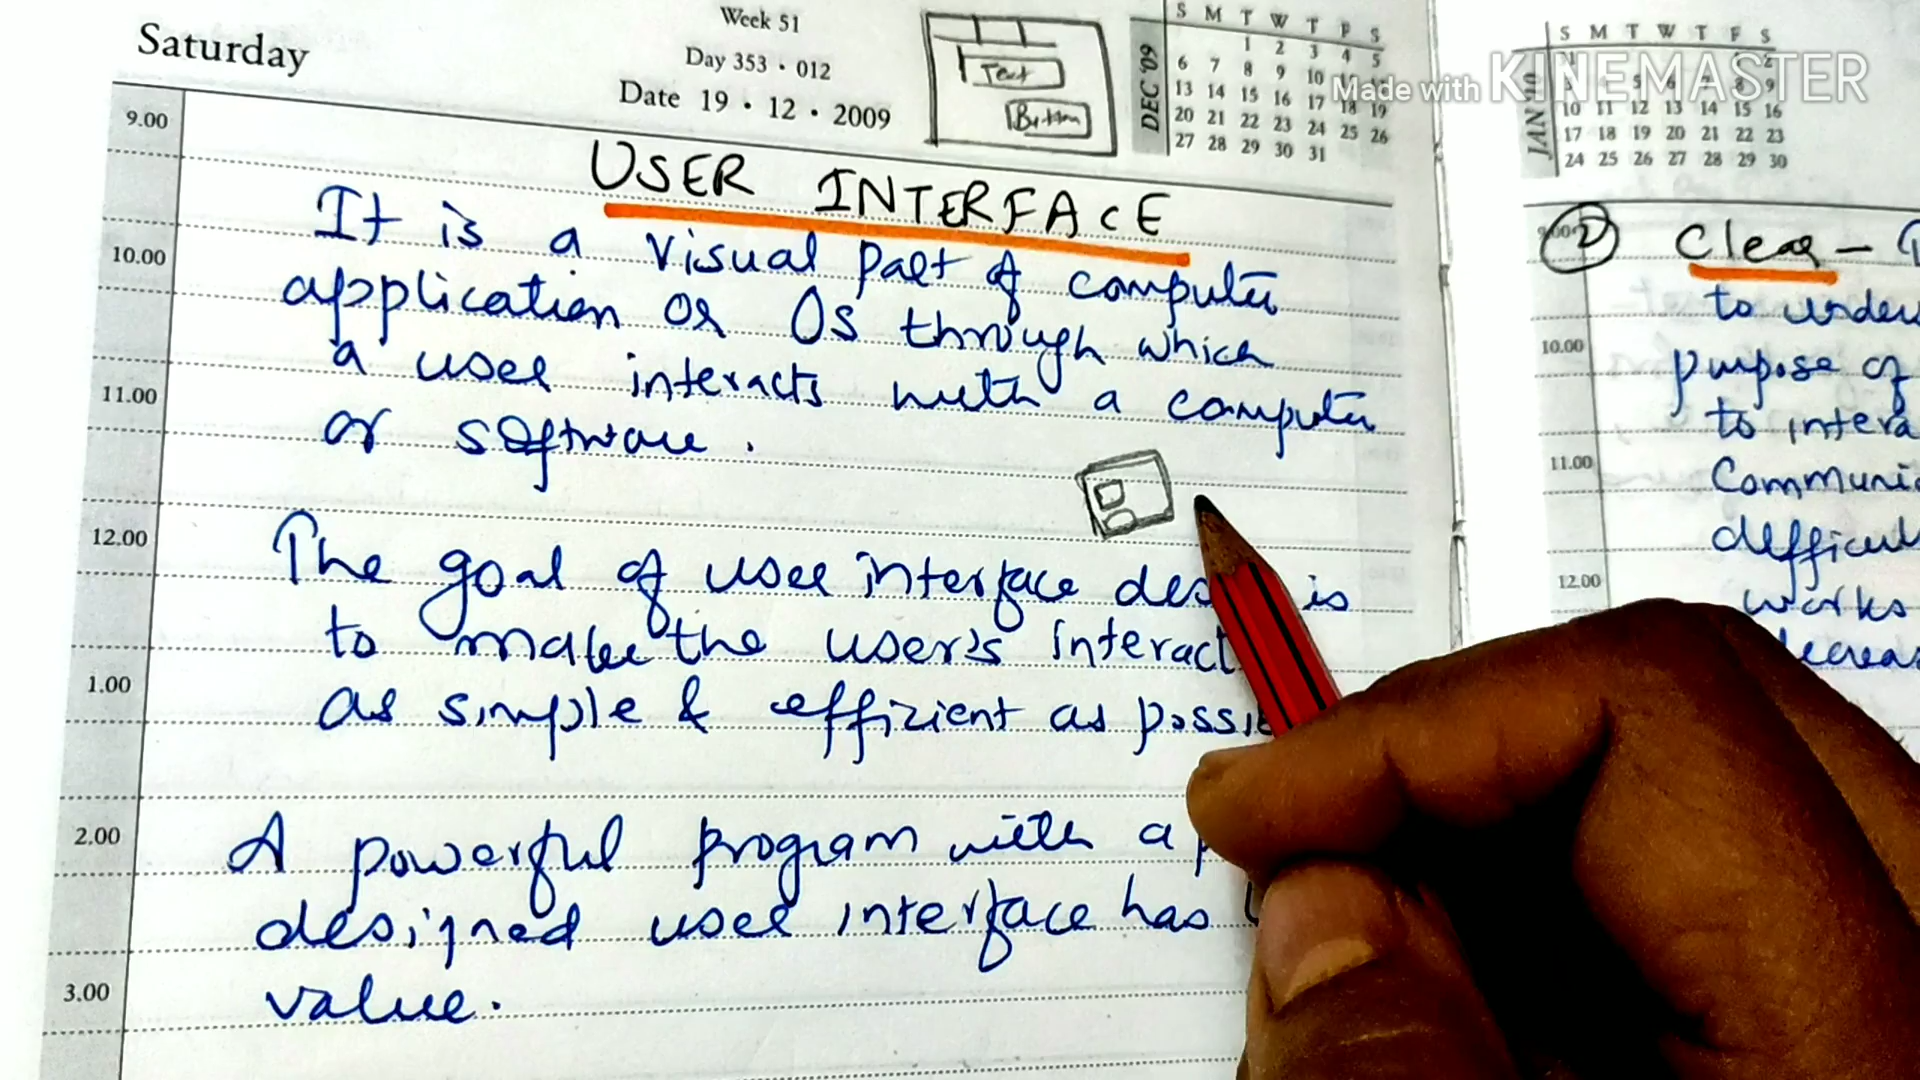 Saturday
Week 51
Day 353 • 012
Date 19 • 12 • 2009
Text
Button
DEC '09
S M T W T F S
1 2 3 4 5
6 7 8 9 10
13 14 15 16 17 18 19
20 21 22 23 24 25 26
27 28 29 30 31
Made with KINEMASTER
JAN '10
S M T W T F S
10 11 12 13 14 15 16
17 18 19 20 21 22 23
24 25 26 27 28 29 30
9.00
USER INTERFACE
It is a visual part of computer
10.00
application or Os through which
a user interacts with a computer
11.00
or software.
12.00
The goal of user interface is
to make the user's interact
1.00
as simple & efficient as
2.00
A powerful program with a
designed user interface has
3.00
value.
② Clear –
to
10.00
purpose of
to
11.00
12.00
works